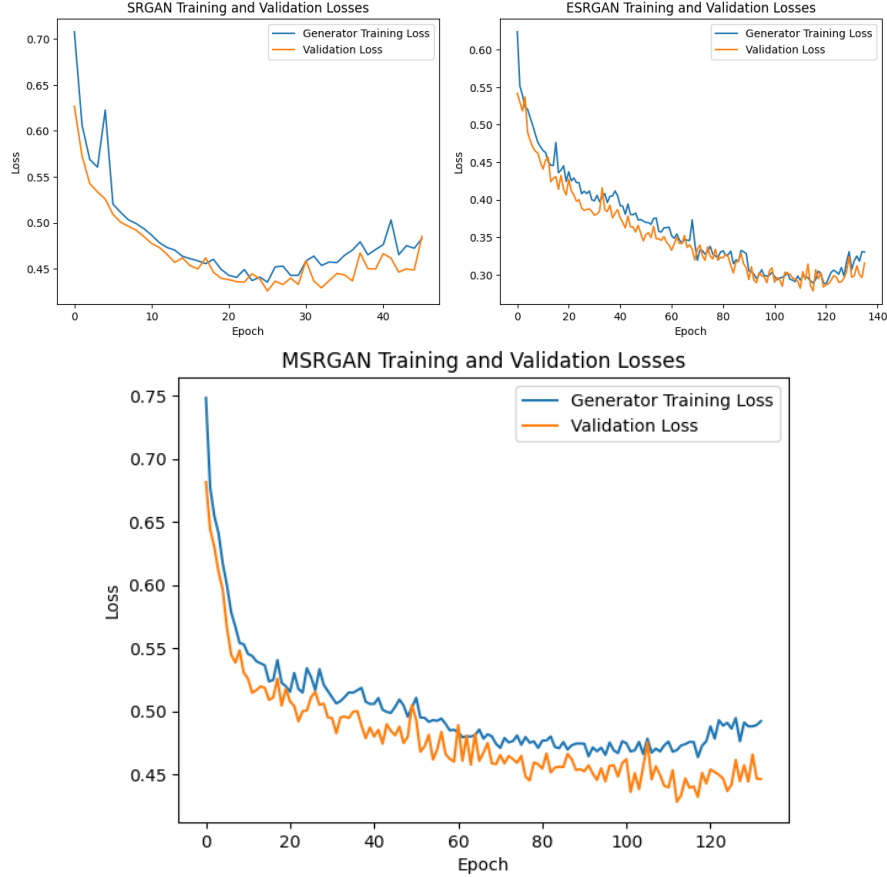 SRGAN Training and Validation Losses
Generator Training Loss
Validation Loss
0.70
0.65
0.60
0.55
0.50
0.45
Loss
0
10
20
30
40
Epoch
ESRGAN Training and Validation Losses
Generator Training Loss
Validation Loss
0.60
0.55
0.50
0.45
0.40
0.35
0.30
Loss
0
20
40
60
80
100
120
140
Epoch
MSRGAN Training and Validation Losses
Generator Training Loss
Validation Loss
0.75
0.70
0.65
0.60
0.55
0.50
0.45
Loss
0
20
40
60
80
100
120
Epoch